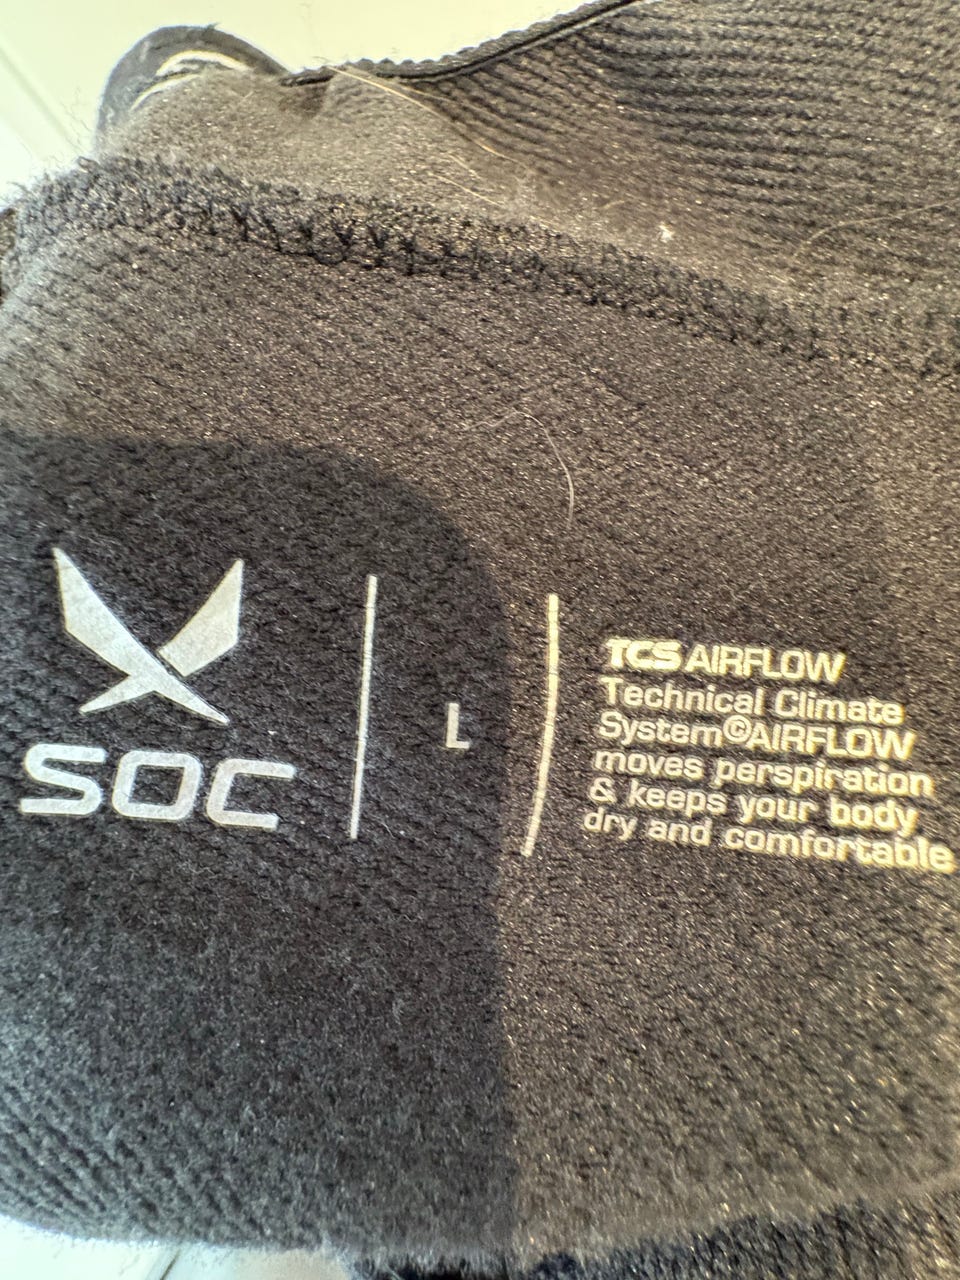 SOC
L
TCS AIRFLOW
Technical Climate
System©AIRFLOW
moves perspiration
& keeps your body
dry and comfortable